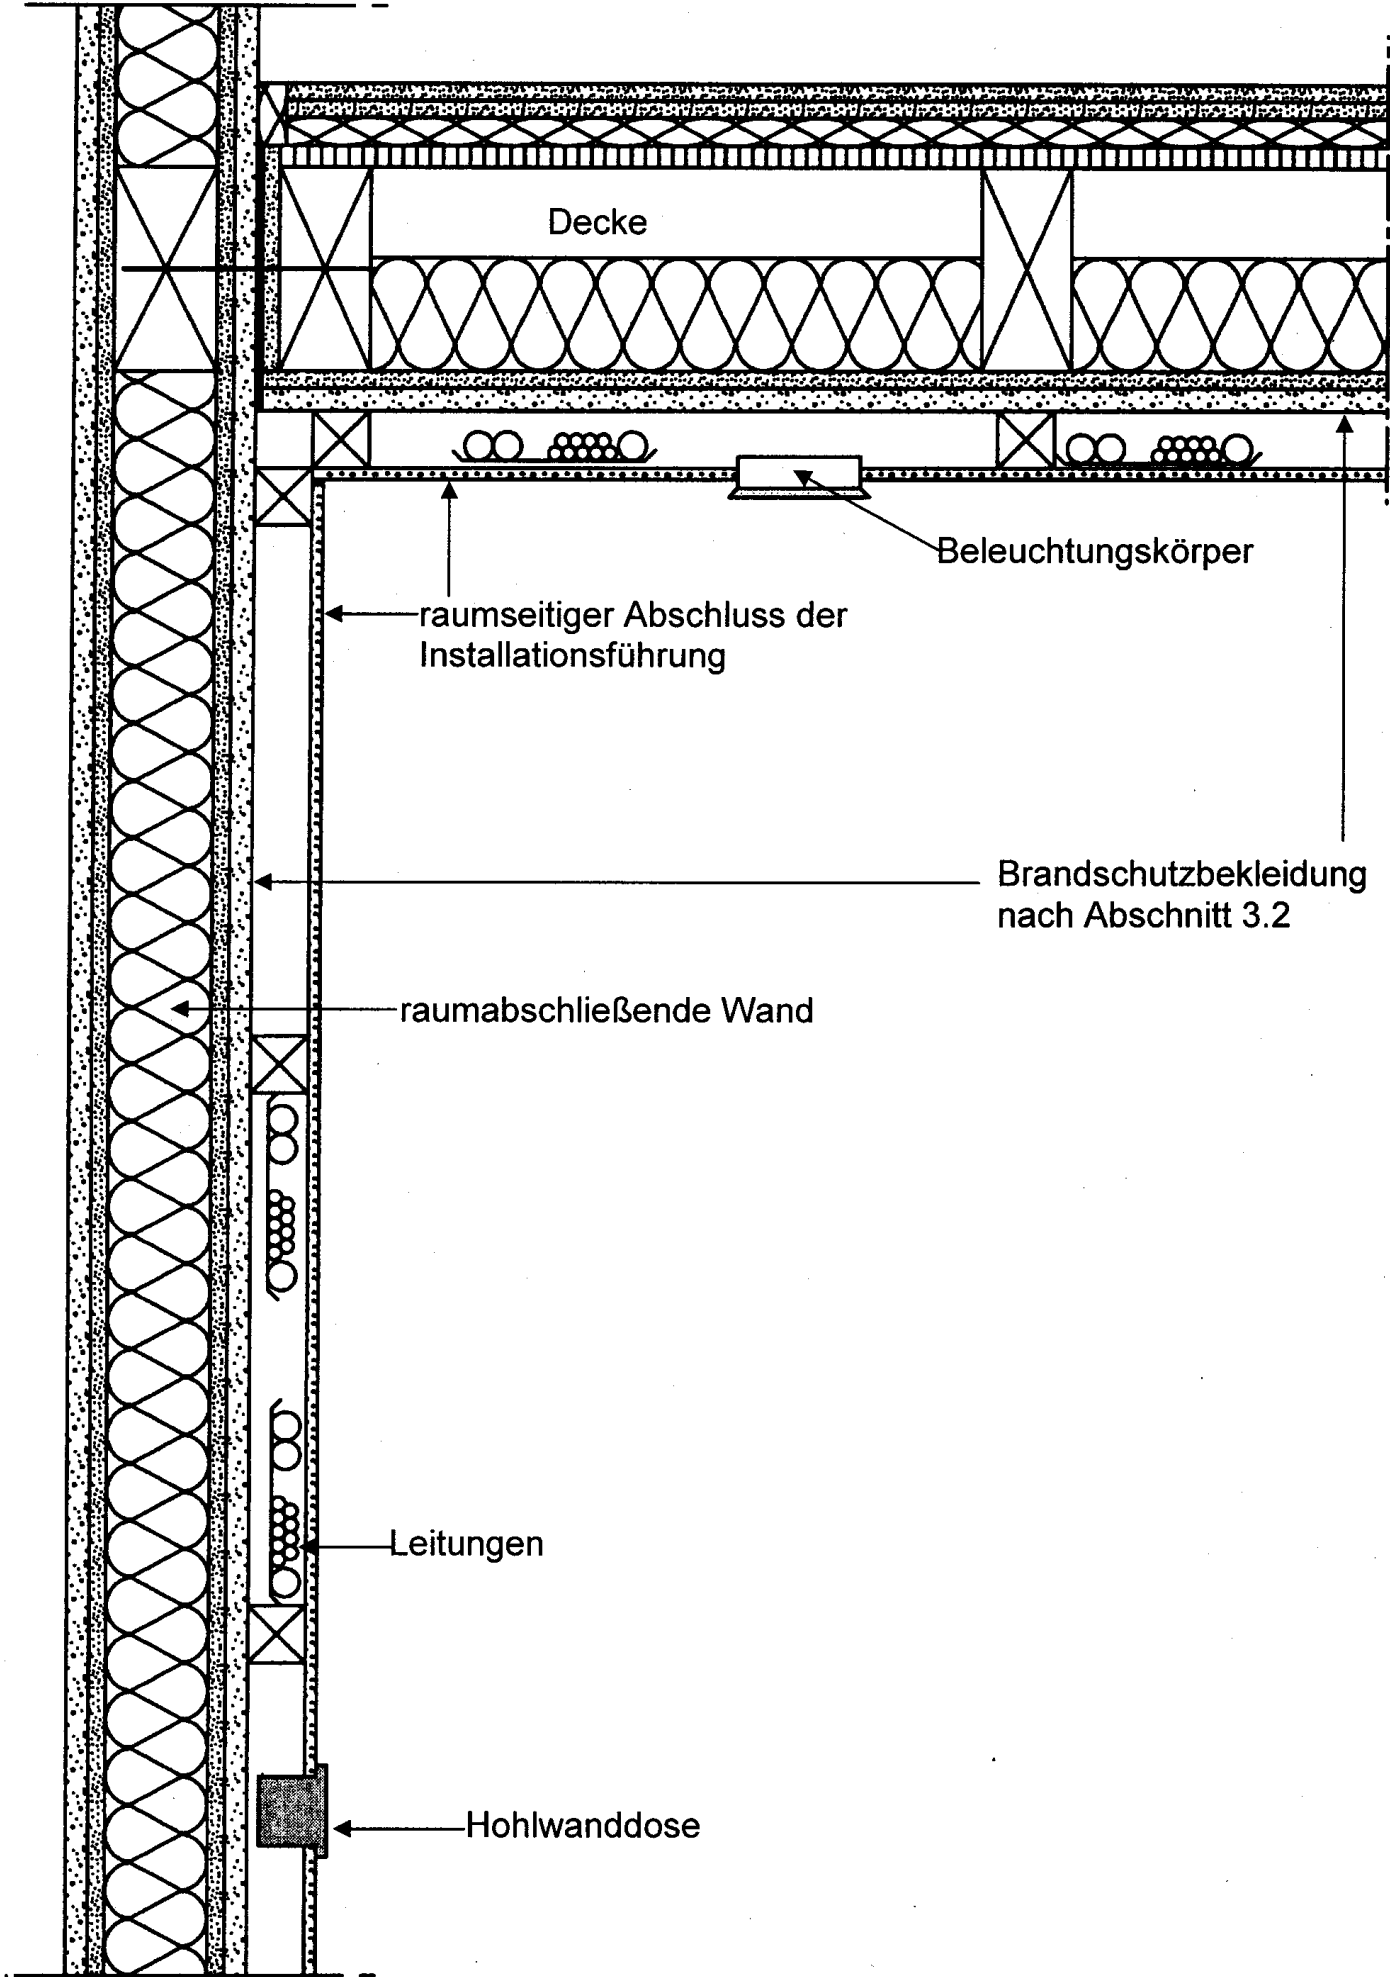 Decke
Beleuchtungskörper
raumseitiger Abschluss der
Installationsführung
Brandschutzbekleidung
nach Abschnitt 3.2
raumabschließende Wand
Leitungen
Hohlwanddose